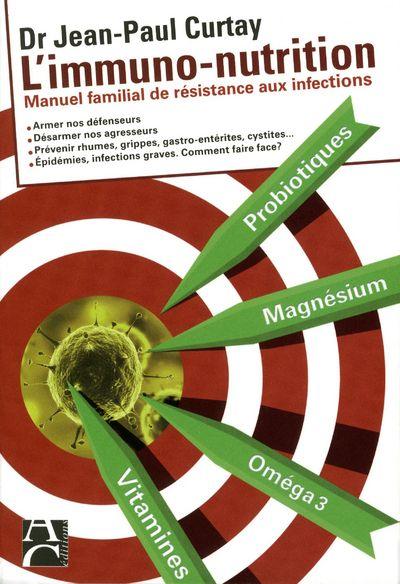 Dr Jean-Paul Curtay
L'immuno-nutrition
Manuel familial de résistance aux infections
• Armer nos défenseurs
• Désarmer nos agresseurs
• Prévenir rhumes, grippes, gastro-entérites, cystites...
• Épidémies, infections graves. Comment faire face?
Probiotiques
Magnésium
Oméga 3
Vitamines
AC
éditions